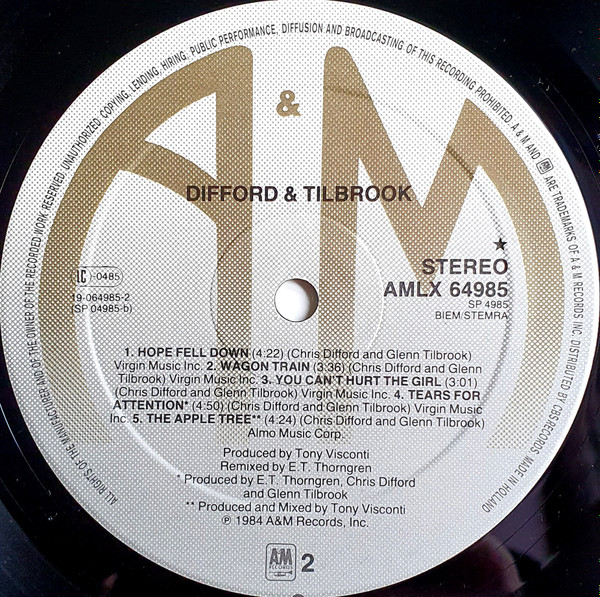 ALL RIGHTS OF THE MANUFACTURER AND OF THE OWNER OF THE RECORDED WORK RESERVED. UNAUTHORIZED COPYING, LENDING, HIRING, PUBLIC PERFORMANCE, DIFFUSION AND BROADCASTING OF THIS RECORDING PROHIBITED. A & M AND A&M ARE TRADEMARKS OF A & M RECORDS INC. DISTRIBUTED BY CBS RECORDS. MADE IN HOLLAND
A & M
DIFFORD & TILBROOK
LC-0485
19-064985-2
(SP 04985-b)
★
STEREO
AMLX 64985
SP 4985
BIEM/STEMRA
1. HOPE FELL DOWN (4:22) (Chris Difford and Glenn Tilbrook)
Virgin Music Inc. 2. WAGON TRAIN (3:36) (Chris Difford and Glenn
Tilbrook) Virgin Music Inc. 3. YOU CAN'T HURT THE GIRL (3:01)
(Chris Difford and Glenn Tilbrook) Virgin Music Inc. 4. TEARS FOR
ATTENTION* (4:50) (Chris Difford and Glenn Tilbrook) Virgin Music
Inc. 5. THE APPLE TREE** (4:24) (Chris Difford and Glenn Tilbrook)
Almo Music Corp.
Produced by Tony Visconti
Remixed by E.T. Thorngren
* Produced by E.T. Thorngren, Chris Difford
and Glenn Tilbrook
** Produced and Mixed by Tony Visconti
℗ 1984 A&M Records, Inc.
A&M
RECORDS
2